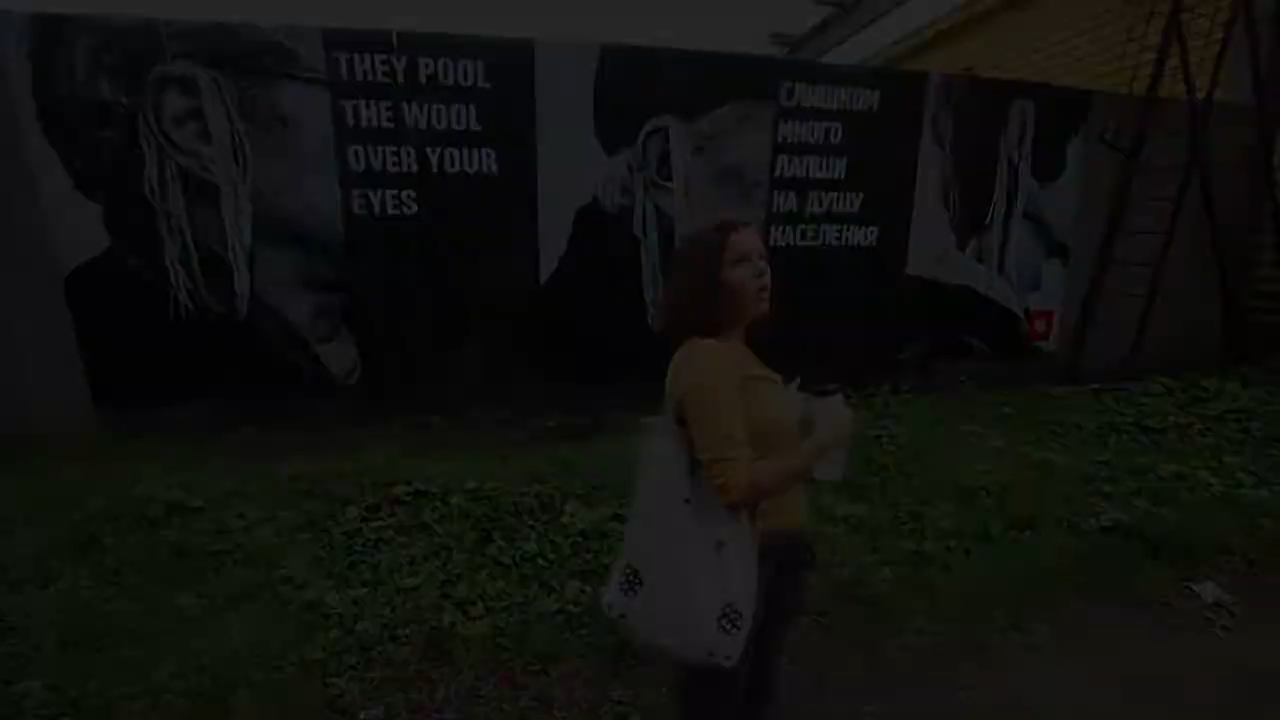 THEY POOL
THE WOOL
OVER YOUR
EYES
СЛИШКОМ
МНОГО
ЛАПШИ
НА ДУШУ
НАСЕЛЕНИЯ